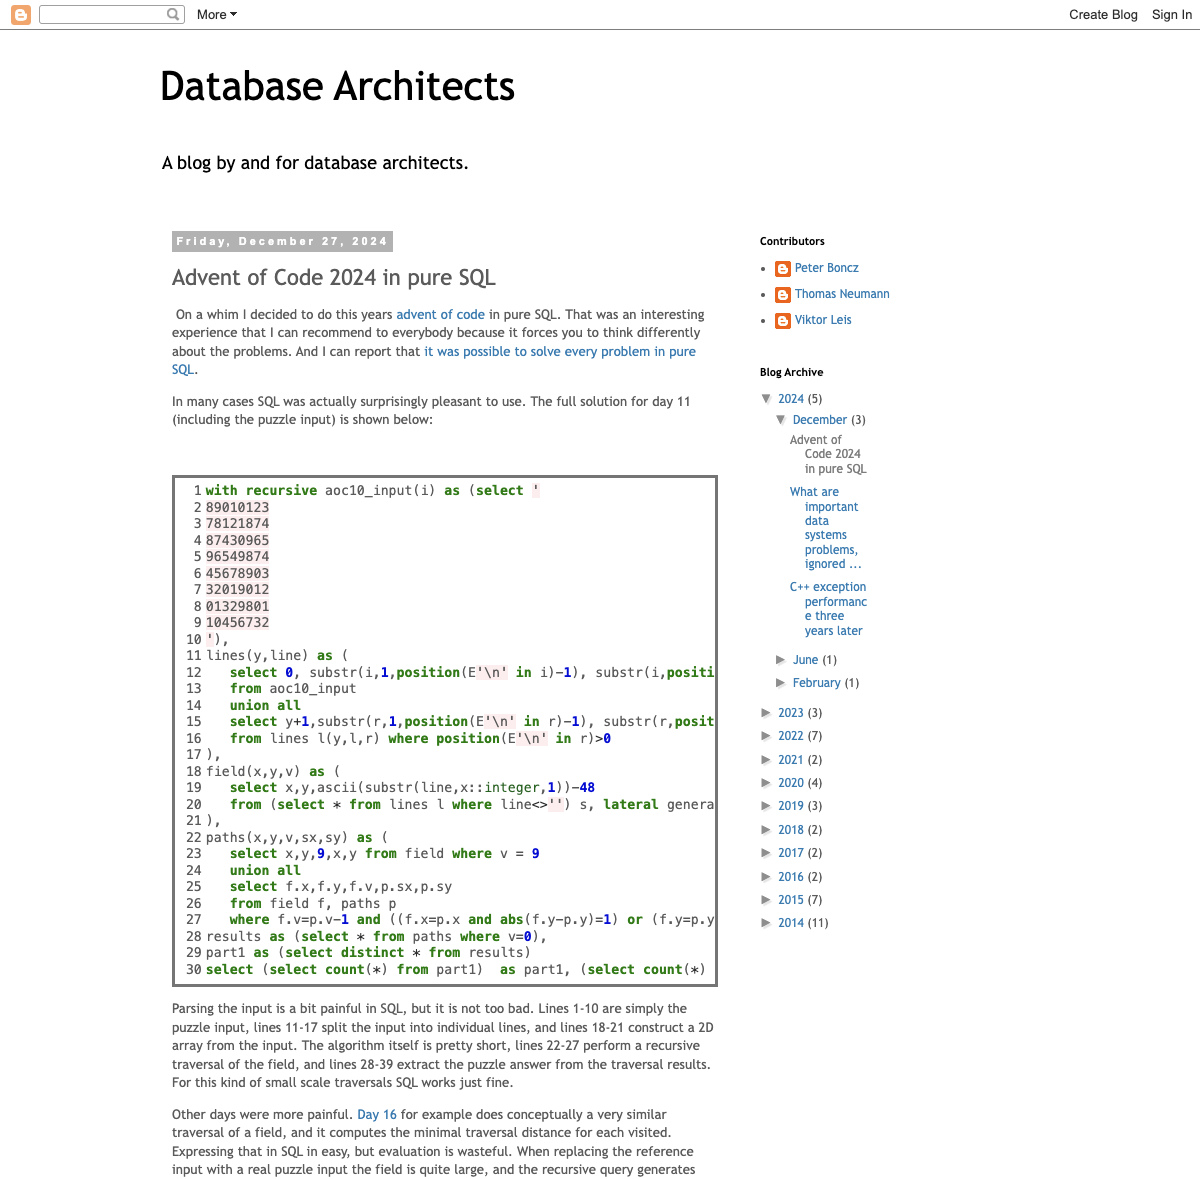 More
Create Blog
Sign In
Database Architects
A blog by and for database architects.
Friday, December 27, 2024
Advent of Code 2024 in pure SQL
On a whim I decided to do this years advent of code in pure SQL. That was an interesting
experience that I can recommend to everybody because it forces you to think differently
about the problems. And I can report that it was possible to solve every problem in pure
SQL.
In many cases SQL was actually surprisingly pleasant to use. The full solution for day 11
(including the puzzle input) is shown below:
1 with recursive aoc10_input(i) as (select '
2 89010123
3 78121874
4 87430965
5 96549874
6 45678903
7 32019012
8 01329801
9 10456732
10 '),
11 lines(y,line) as (
12    select 0, substr(i,1,position(E'\n' in i)-1), substr(i,positi
13    from aoc10_input
14    union all
15    select y+1,substr(r,1,position(E'\n' in r)-1), substr(r,posit
16    from lines l(y,l,r) where position(E'\n' in r)>0
17 ),
18 field(x,y,v) as (
19    select x,y,ascii(substr(line,x::integer,1))-48
20    from (select * from lines l where line<>'') s, lateral genera
21 ),
22 paths(x,y,v,sx,sy) as (
23    select x,y,9,x,y from field where v = 9
24    union all
25    select f.x,f.y,f.v,p.sx,p.sy
26    from field f, paths p
27    where f.v=p.v-1 and ((f.x=p.x and abs(f.y-p.y)=1) or (f.y=p.y
28 results as (select * from paths where v=0),
29 part1 as (select distinct * from results)
30 select (select count(*) from part1)  as part1, (select count(*)
Parsing the input is a bit painful in SQL, but it is not too bad. Lines 1-10 are simply the
puzzle input, lines 11-17 split the input into individual lines, and lines 18-21 construct a 2D
array from the input. The algorithm itself is pretty short, lines 22-27 perform a recursive
traversal of the field, and lines 28-39 extract the puzzle answer from the traversal results.
For this kind of small scale traversals SQL works just fine.
Other days were more painful. Day 16 for example does conceptually a very similar
traversal of a field, and it computes the minimal traversal distance for each visited.
Expressing that in SQL in easy, but evaluation is wasteful. When replacing the reference
input with a real puzzle input the field is quite large, and the recursive query generates
Contributors
Peter Boncz
Thomas Neumann
Viktor Leis
Blog Archive
▼ 2024 (5)
▼ December (3)
Advent of
Code 2024
in pure SQL
What are
important
data
systems
problems,
ignored ...
C++ exception
performanc
e three
years later
► June (1)
► February (1)
► 2023 (3)
► 2022 (7)
► 2021 (2)
► 2020 (4)
► 2019 (3)
► 2018 (2)
► 2017 (2)
► 2016 (2)
► 2015 (7)
► 2014 (11)